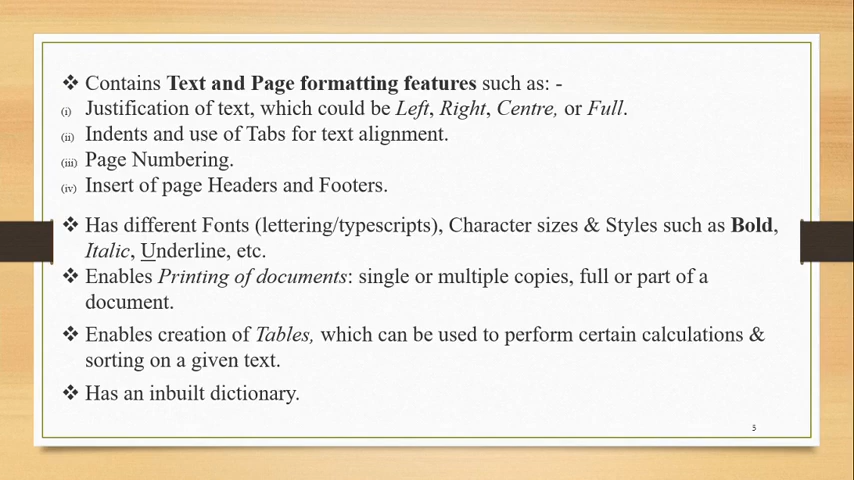 ❖ Contains Text and Page formatting features such as: -
(i) Justification of text, which could be Left, Right, Centre, or Full.
(ii) Indents and use of Tabs for text alignment.
(iii) Page Numbering.
(iv) Insert of page Headers and Footers.
❖ Has different Fonts (lettering/typescripts), Character sizes & Styles such as Bold,
Italic, Underline, etc.
❖ Enables Printing of documents: single or multiple copies, full or part of a
document.
❖ Enables creation of Tables, which can be used to perform certain calculations &
sorting on a given text.
❖ Has an inbuilt dictionary.
5